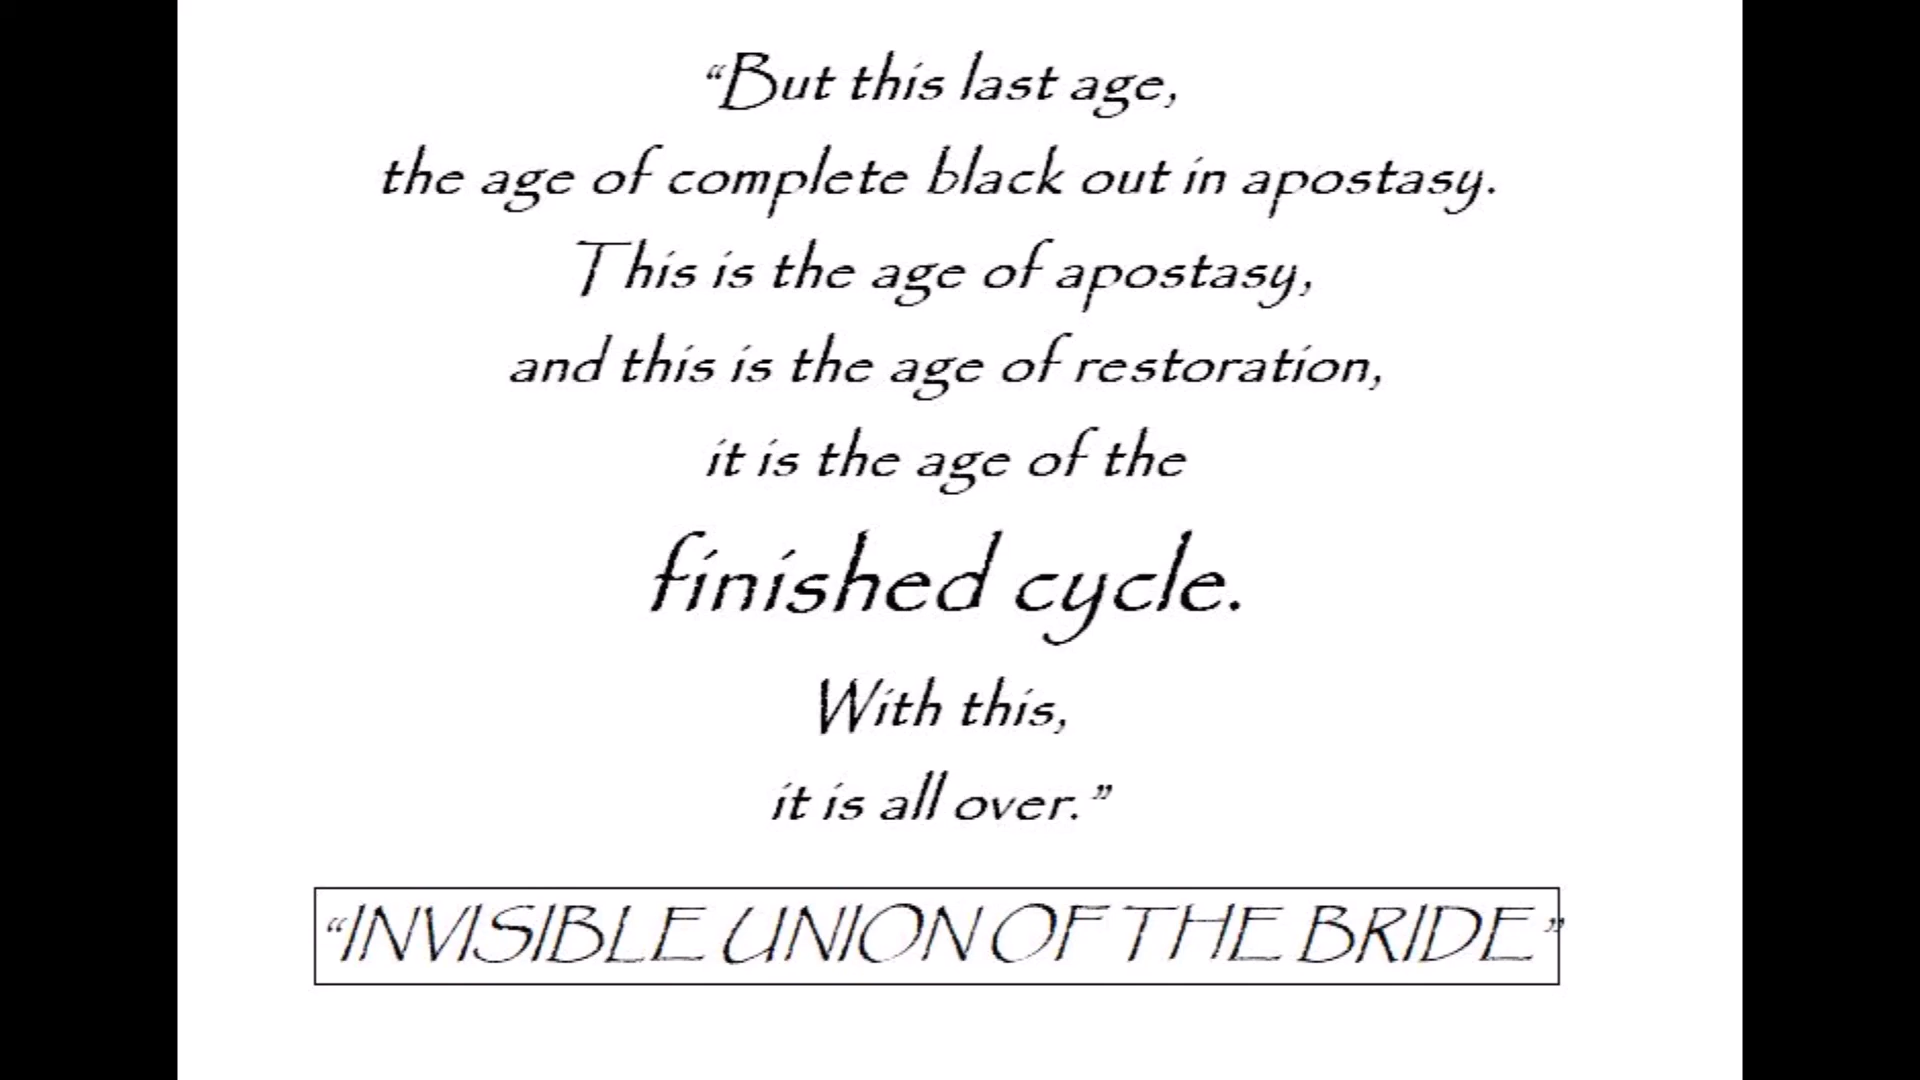 “But this last age,
the age of complete black out in apostasy.
This is the age of apostasy,
and this is the age of restoration,
it is the age of the
finished cycle.
With this,
it is all over.”
“INVISIBLE UNION OF THE BRIDE”